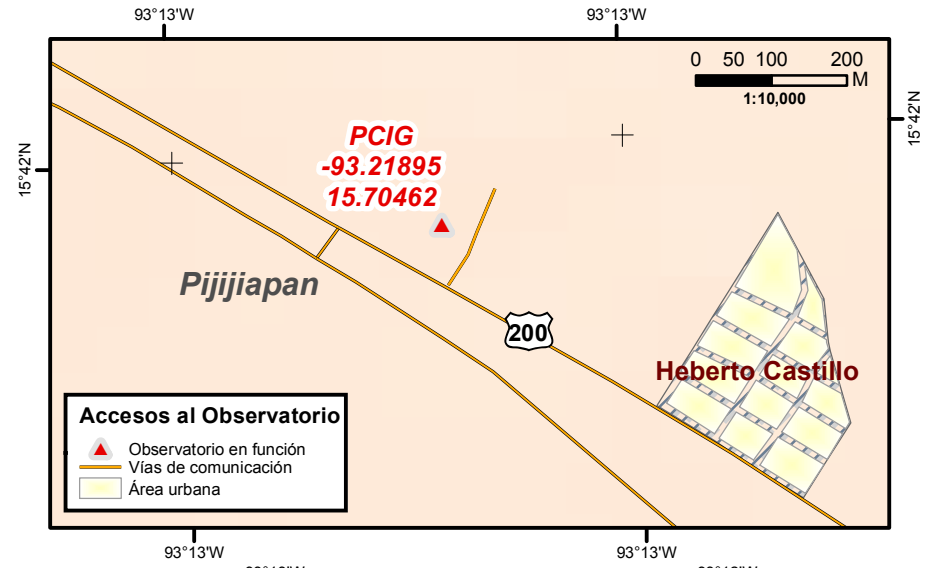 93°13'W
93°13'W
0 50 100 200
M
1:10,000
15°42'N
15°42'N
PCIG
-93.21895
15.70462
Pijijiapan
200
Heberto Castillo
Accesos al Observatorio
Observatorio en función
Vías de comunicación
Área urbana
93°13'W
93°13'W